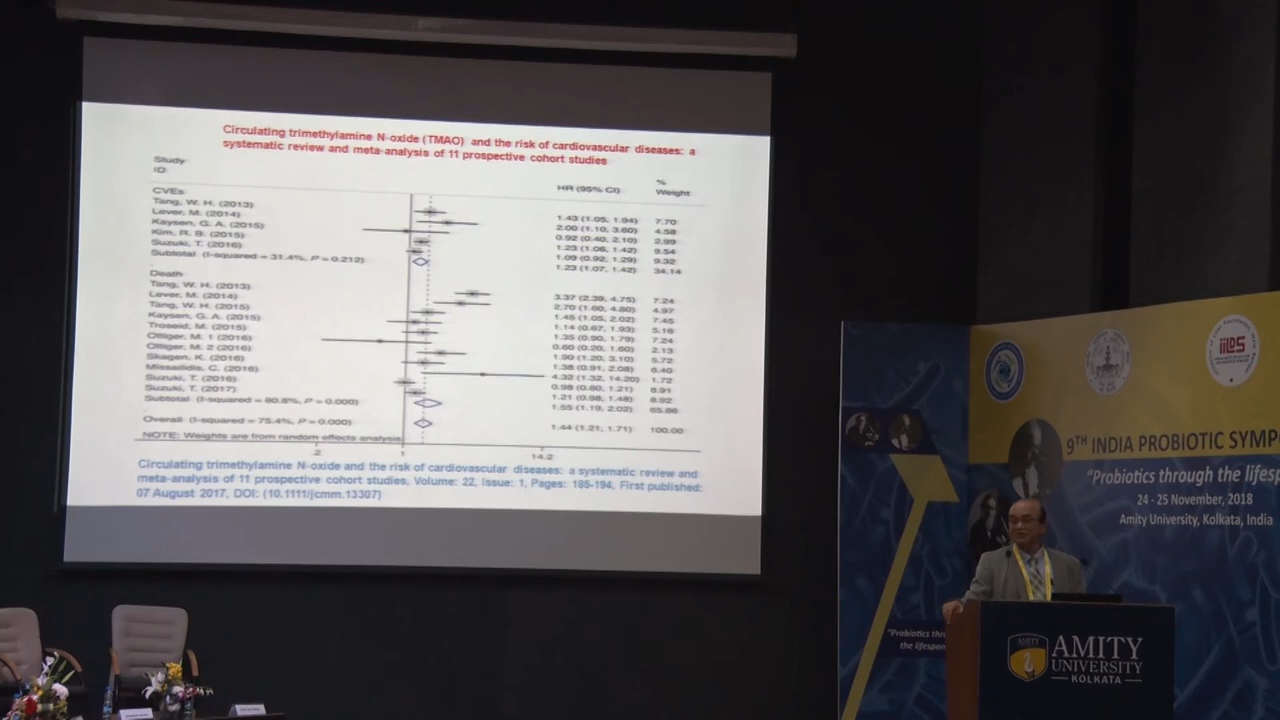 Circulating trimethylamine N-oxide (TMAO) and the risk of cardiovascular diseases: a
systematic review and meta-analysis of 11 prospective cohort studies
Study
ID
HR (95% CI)
%
Weight
CVEs
Tang, W. H. (2013) 1.43 (1.05, 1.94) 7.70
Lever, M. (2014) 2.00 (1.10, 3.60) 4.58
Kaysen, G. A. (2015) 0.92 (0.40, 2.10) 2.99
Kim, R. B. (2015) 1.23 (1.06, 1.42) 9.54
Suzuki, T. (2016) 1.09 (0.92, 1.29) 9.32
Subtotal (I-squared = 31.4%, P = 0.212) 1.23 (1.07, 1.42) 34.14
Death
Tang, W. H. (2013) 3.37 (2.39, 4.75) 7.24
Lever, M. (2014) 2.70 (1.60, 4.80) 4.97
Tang, W. H. (2015) 1.45 (1.05, 2.02) 7.45
Kaysen, G. A. (2015) 1.14 (0.67, 1.93) 5.16
Troseid, M. (2015) 1.35 (0.90, 1.79) 7.24
Ottiger, M. 1 (2016) 0.60 (0.20, 1.60) 2.13
Ottiger, M. 2 (2016) 1.90 (1.20, 3.10) 5.72
Skagen, K. (2016) 1.38 (0.91, 2.08) 6.40
Missailidis, C. (2016) 4.32 (1.32, 14.20) 1.72
Suzuki, T. (2016) 0.98 (0.80, 1.21) 8.91
Suzuki, T. (2017) 1.21 (0.98, 1.48) 8.92
Subtotal (I-squared = 80.8%, P = 0.000) 1.55 (1.19, 2.02) 65.86
Overall (I-squared = 75.4%, P = 0.000) 1.44 (1.21, 1.71) 100.00
NOTE: Weights are from random effects analysis
.2 1 14.2
Circulating trimethylamine N-oxide and the risk of cardiovascular diseases: a systematic review and
meta-analysis of 11 prospective cohort studies, Volume: 22, Issue: 1, Pages: 185-194, First published:
07 August 2017, DOI: (10.1111/jcmm.13307)
iiLDS
9TH INDIA PROBIOTIC SYMP
"Probiotics through the lifesp
24 - 25 November, 2018
Amity University, Kolkata, India
"Probiotics thr
the lifespan
AMITY
AMITY
UNIVERSITY
KOLKATA